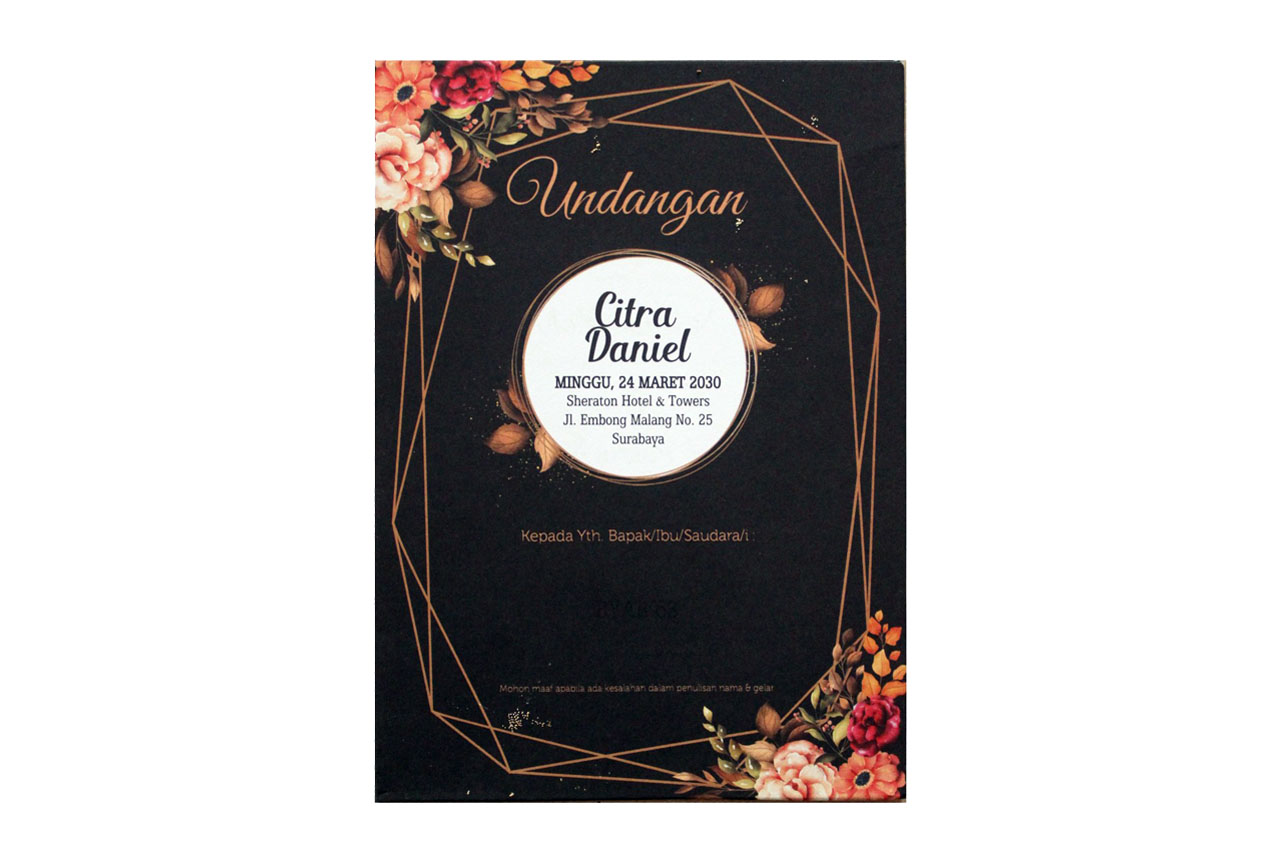 Undangan
Citra
Daniel
MINGGU, 24 MARET 2030
Sheraton Hotel & Towers
Jl. Embong Malang No. 25
Surabaya
Kepada Yth. Bapak/Ibu/Saudara/i :
Mohon maaf apabila ada kesalahan dalam penulisan nama & gelar